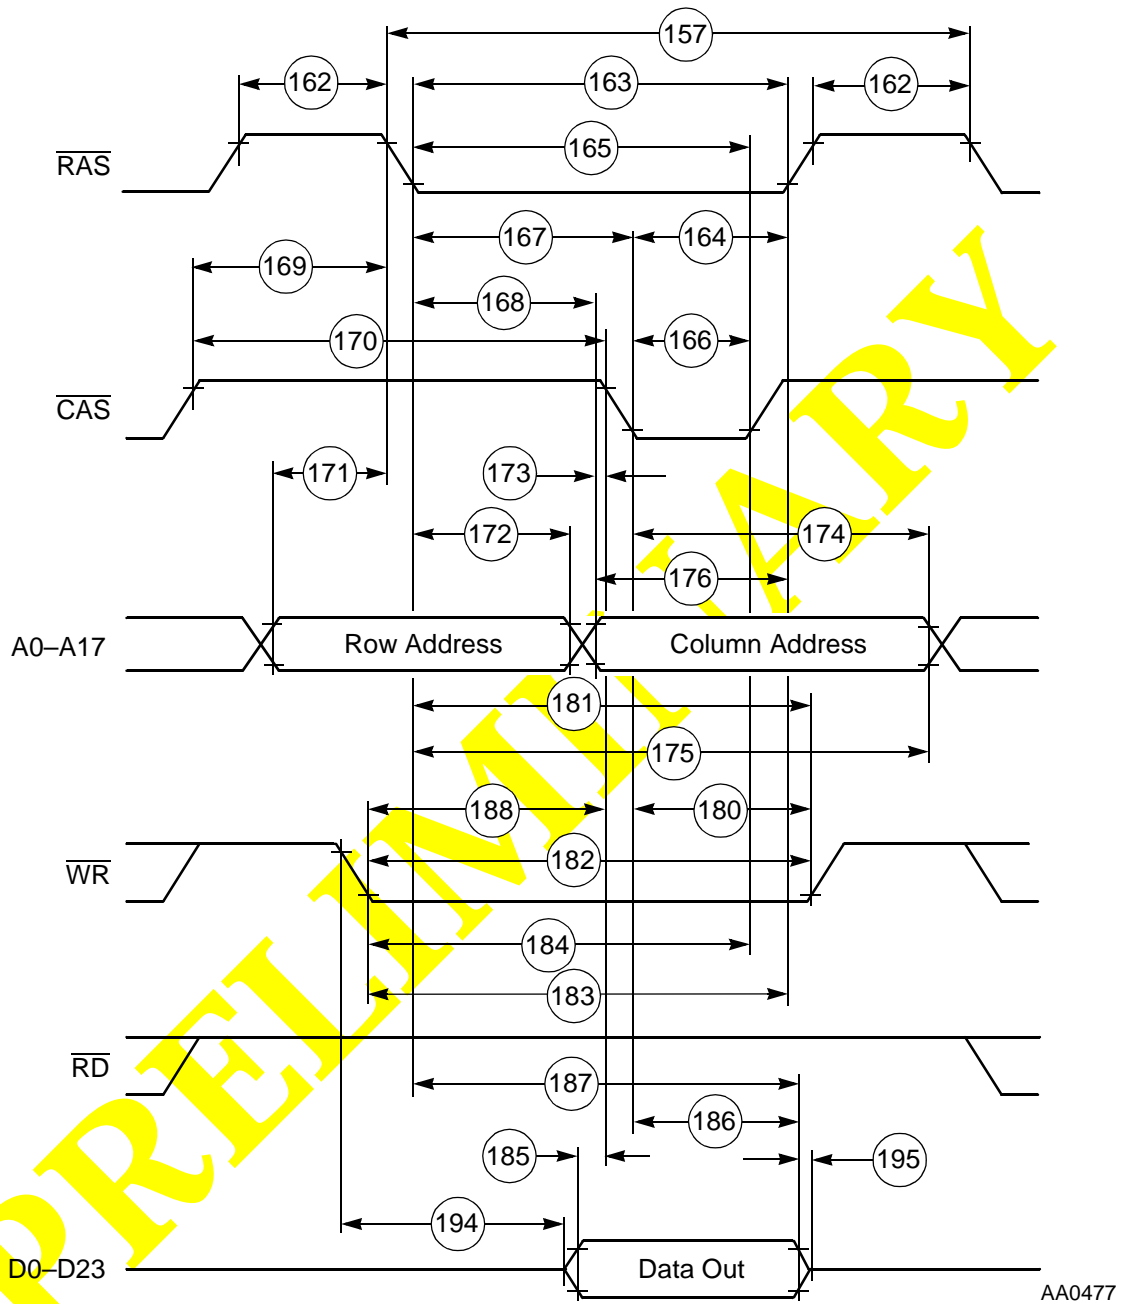 157
162
163
162
165
RAS
167
164
169
168
170
166
CAS
171
173
172
174
176
A0–A17
Row Address
Column Address
181
175
188
180
182
WR
184
183
RD
187
186
185
195
194
D0–D23
Data Out
AA0477
PRELIMINARY